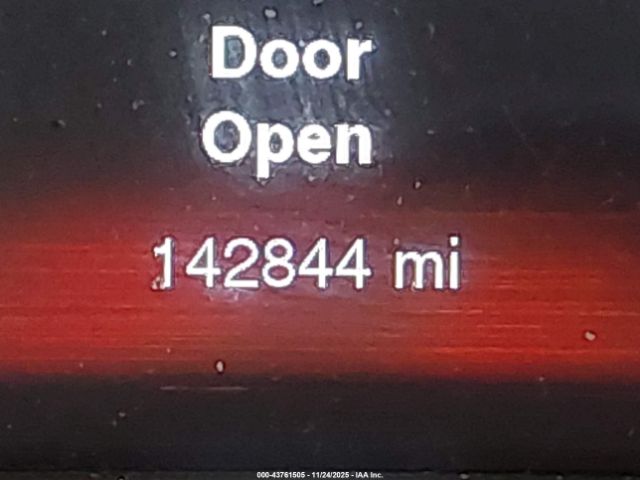 Door
Open
142844 mi
000-43761505 - 11/24/2025 - IAA Inc.